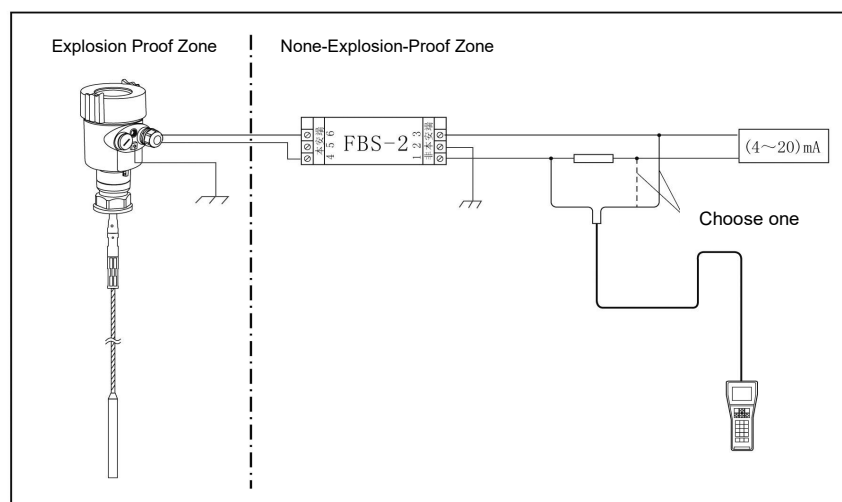 Explosion Proof Zone
None-Explosion-Proof Zone
本安端
4 5 6
FBS-2
1 2 3
非本安端
(4～20)mA
Choose one